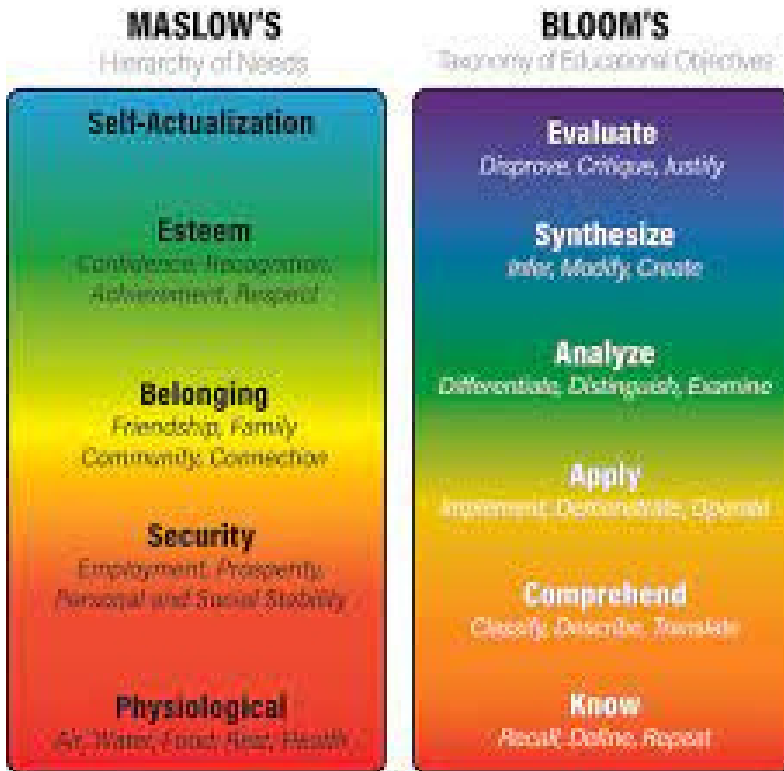 MASLOW'S
Hierarchy of Needs
Self-Actualization
Esteem
Confidence, Recognition,
Achievement, Respect
Belonging
Friendship, Family
Community, Connection
Security
Employment, Prosperity,
Personal and Social Stability
Physiological
Air, Water, Food, Rest, Health
BLOOM'S
Taxonomy of Educational Objectives
Evaluate
Disprove, Critique, Justify
Synthesize
Infer, Modify, Create
Analyze
Differentiate, Distinguish, Examine
Apply
Implement, Demonstrate, Operate
Comprehend
Classify, Describe, Translate
Know
Recall, Define, Repeat